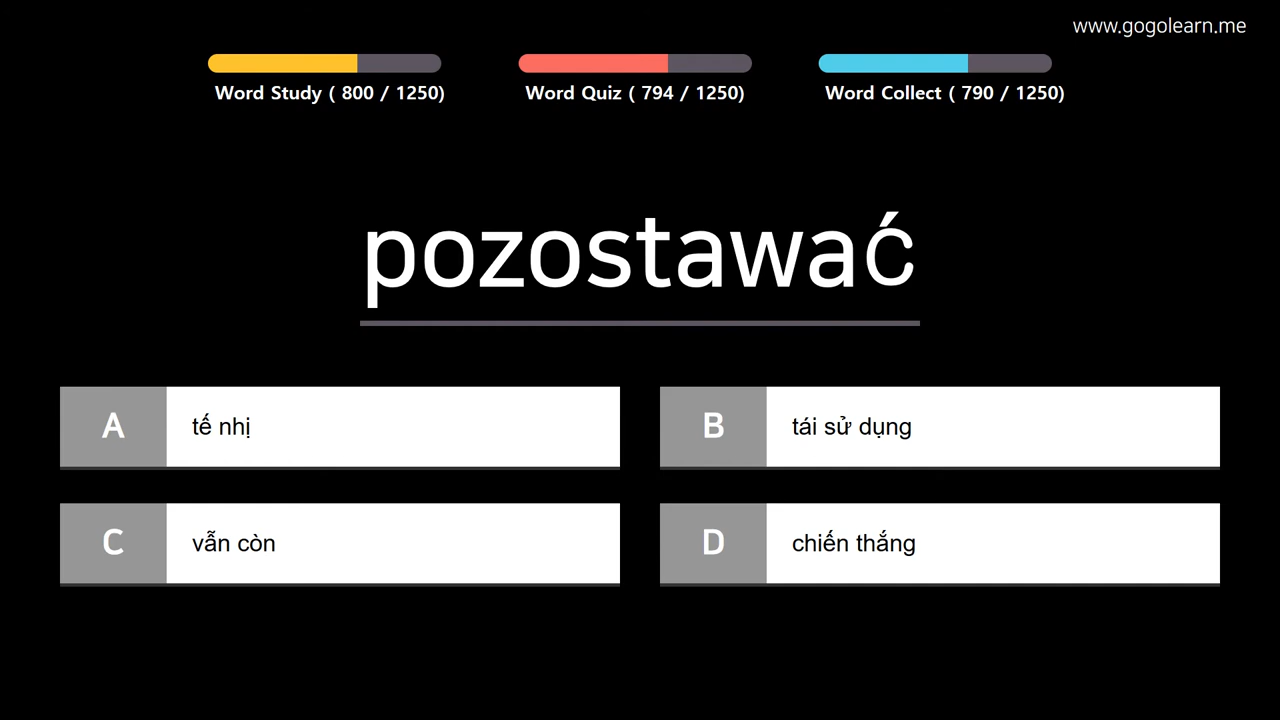 www.gogolearn.me
Word Study ( 800 / 1250)
Word Quiz ( 794 / 1250)
Word Collect ( 790 / 1250)
pozostawać
A tế nhị
B tái sử dụng
C vẫn còn
D chiến thắng